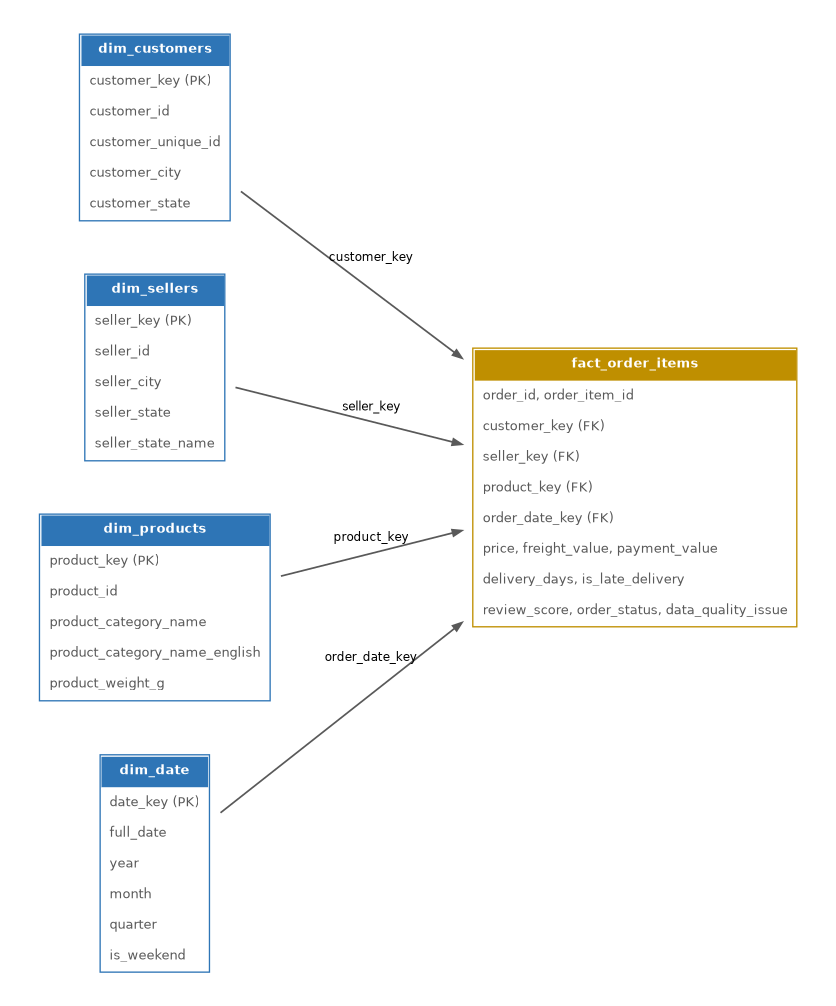 dim_customers
customer_key (PK)
customer_id
customer_unique_id
customer_city
customer_state
customer_key
dim_sellers
seller_key (PK)
seller_id
seller_city
seller_state
seller_state_name
seller_key
fact_order_items
order_id, order_item_id
customer_key (FK)
seller_key (FK)
product_key (FK)
order_date_key (FK)
price, freight_value, payment_value
delivery_days, is_late_delivery
review_score, order_status, data_quality_issue
dim_products
product_key (PK)
product_id
product_category_name
product_category_name_english
product_weight_g
product_key
order_date_key
dim_date
date_key (PK)
full_date
year
month
quarter
is_weekend